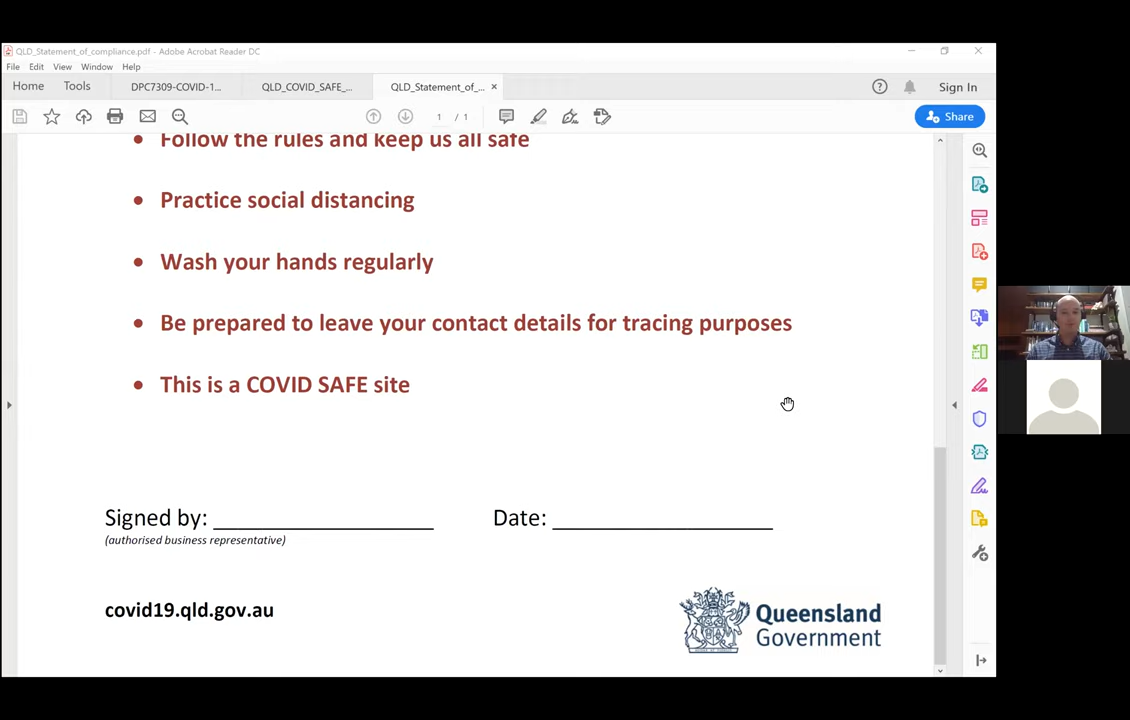 QLD_Statement_of_compliance.pdf - Adobe Acrobat Reader DC
File Edit View Window Help
Home Tools DPC7309-COVID-1... QLD_COVID_SAFE_... QLD_Statement_of_... ×
Sign In
1 / 1
Share
• Follow the rules and keep us all safe
• Practice social distancing
• Wash your hands regularly
• Be prepared to leave your contact details for tracing purposes
• This is a COVID SAFE site
Signed by: __________________ Date: __________________
(authorised business representative)
covid19.qld.gov.au
Queensland
Government